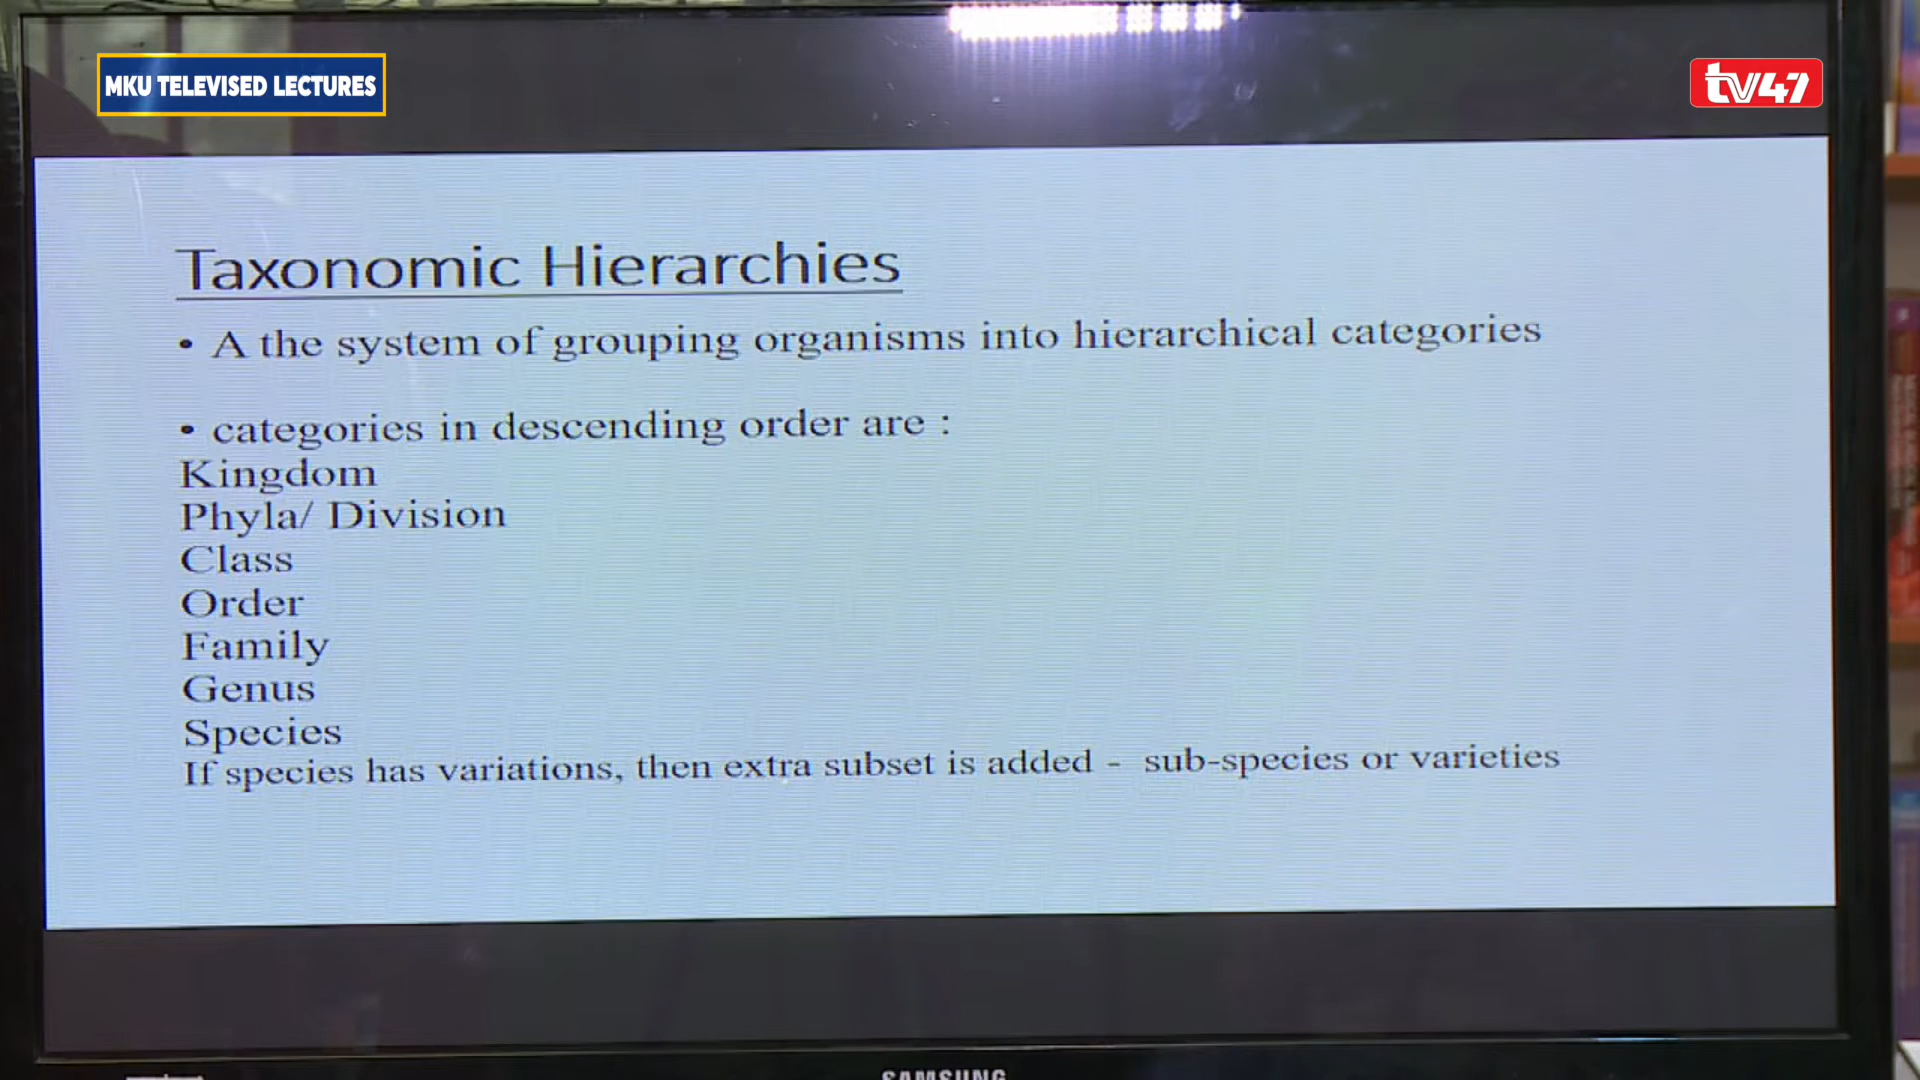 MKU TELEVISED LECTURES
tv47
Taxonomic Hierarchies
• A the system of grouping organisms into hierarchical categories
• categories in descending order are :
Kingdom
Phyla/ Division
Class
Order
Family
Genus
Species
If species has variations, then extra subset is added - sub-species or varieties
SAMSUNG